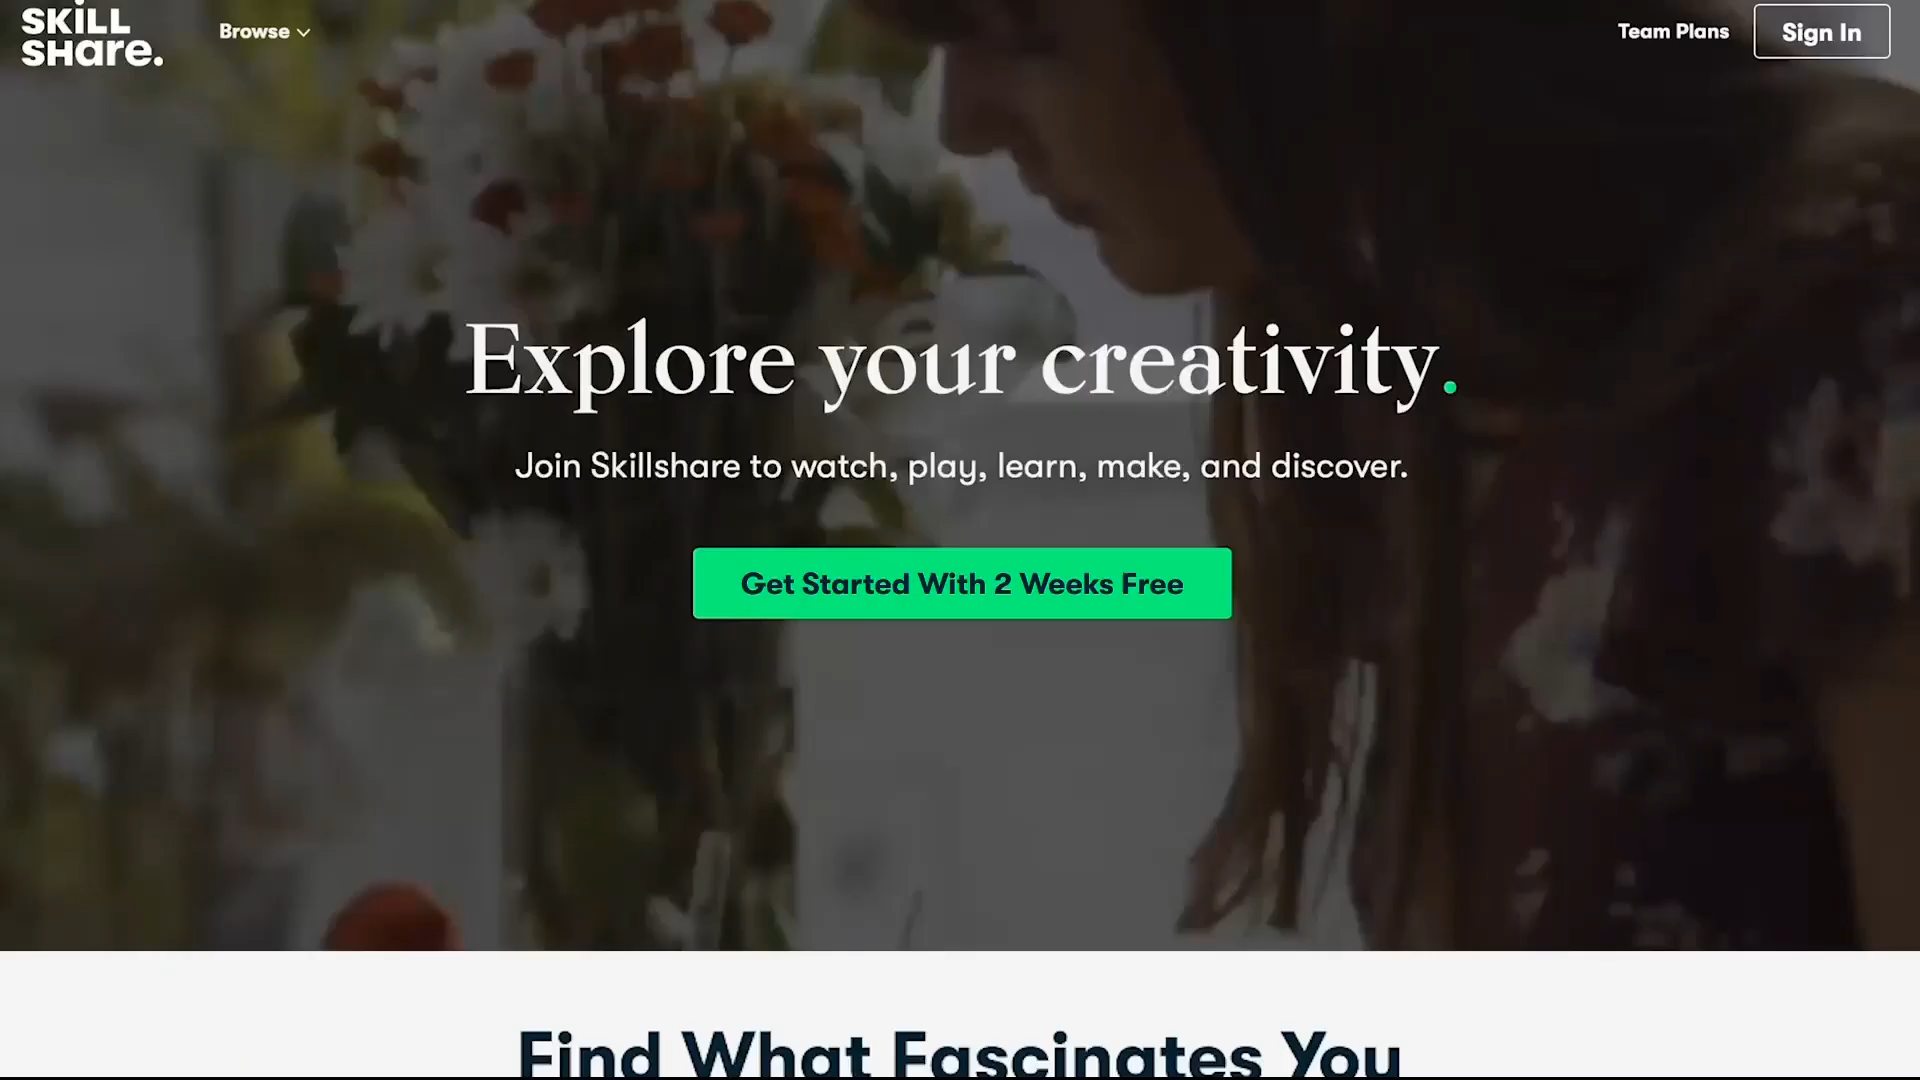 SKiLL
SHare.
Browse
Team Plans
Sign In
Explore your creativity.
Join Skillshare to watch, play, learn, make, and discover.
Get Started With 2 Weeks Free
Find What Fascinates You